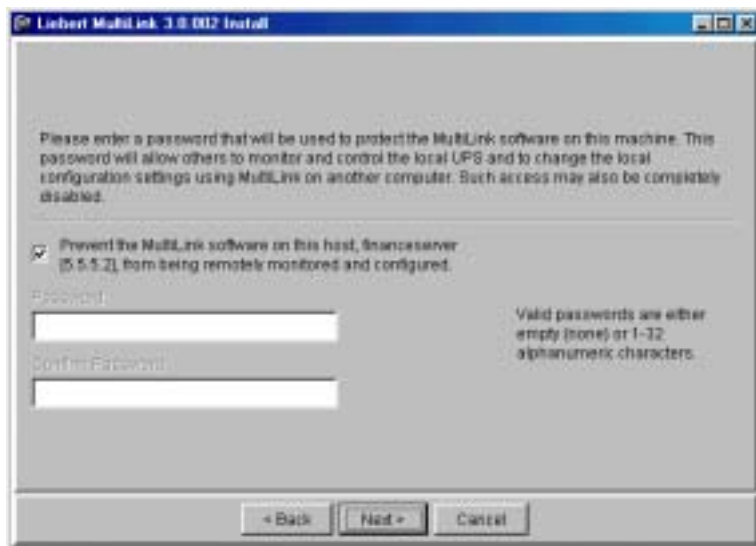 Liebert MultiLink 3.0.002 Install
Please enter a password that will be used to protect the MultiLink software on this machine. This
password will allow others to monitor and control the local UPS and to change the local
configuration settings using MultiLink on another computer. Such access may also be completely
disabled.
Prevent the MultiLink software on this host, financeserver
[5.5.5.2], from being remotely monitored and configured.
Password
Valid passwords are either
empty (none) or 1-32
alphanumeric characters.
Confirm Password
< Back
Next >
Cancel